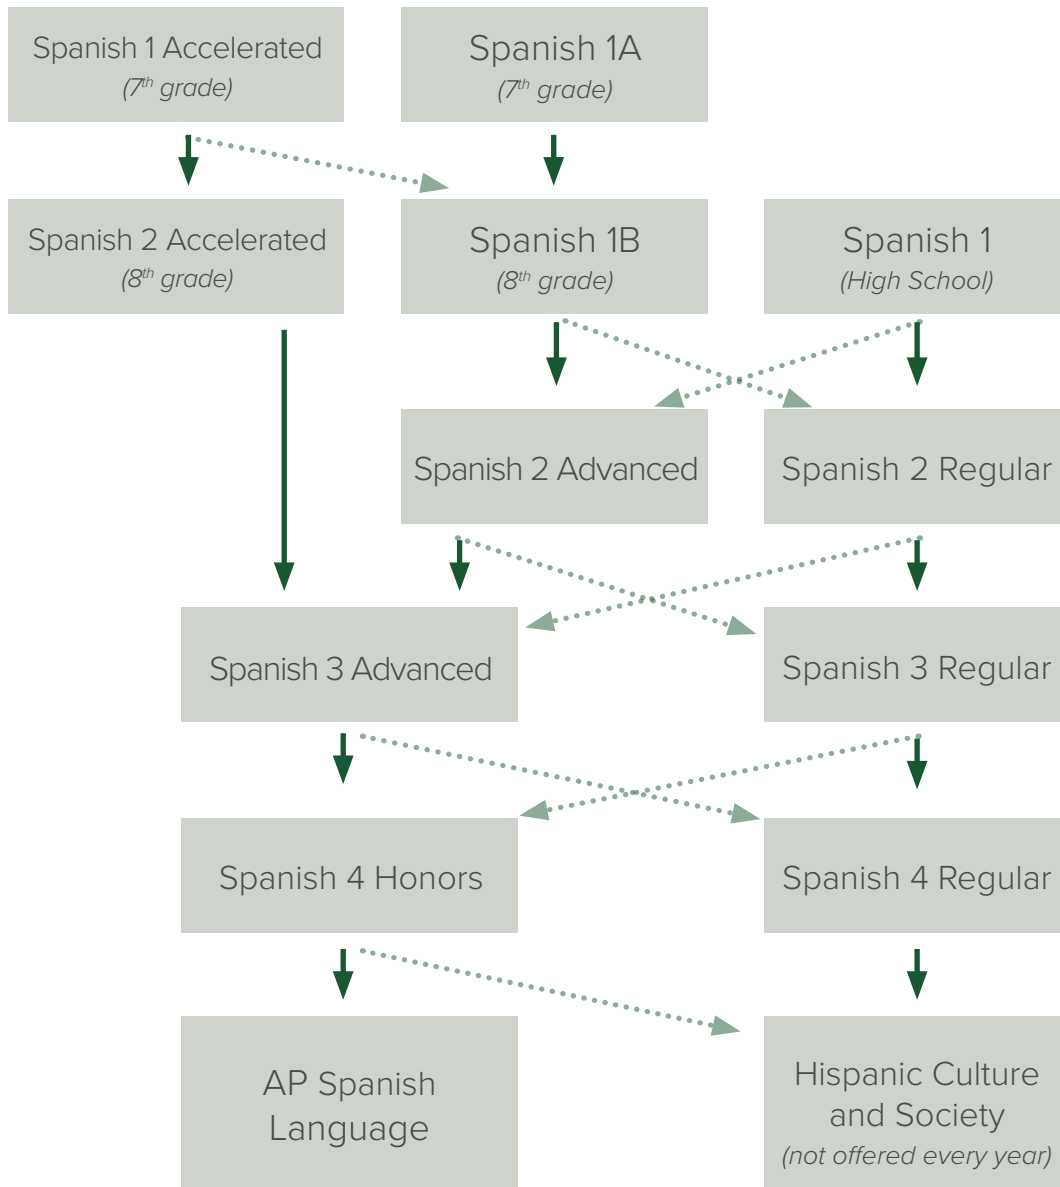 Spanish 1 Accelerated
(7th grade)
Spanish 1A
(7th grade)
Spanish 2 Accelerated
(8th grade)
Spanish 1B
(8th grade)
Spanish 1
(High School)
Spanish 2 Advanced
Spanish 2 Regular
Spanish 3 Advanced
Spanish 3 Regular
Spanish 4 Honors
Spanish 4 Regular
AP Spanish
Language
Hispanic Culture
and Society
(not offered every year)